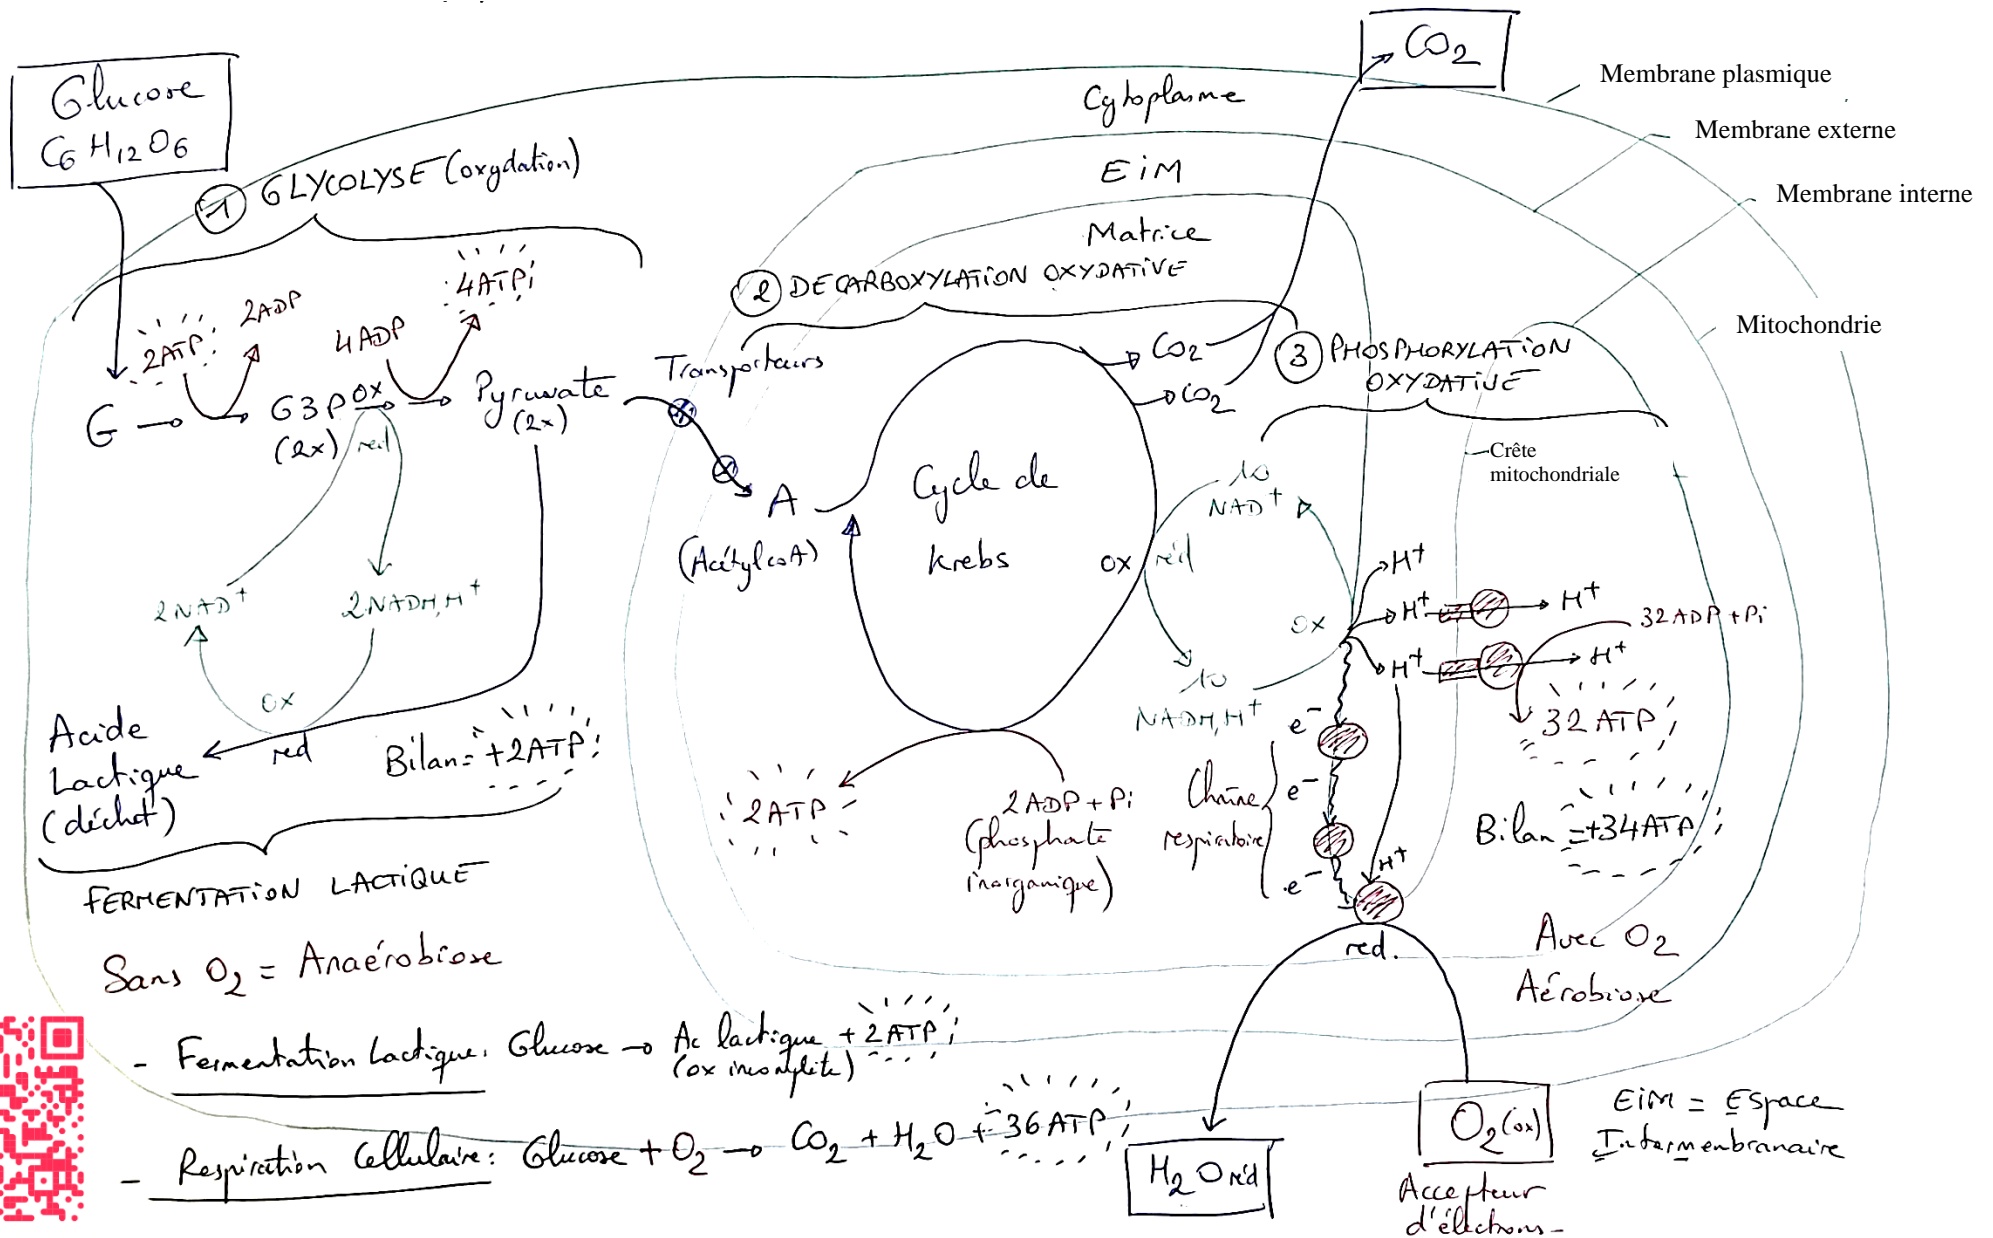 Glucose
C6H12O6
CO2
Cytoplasme
Membrane plasmique
Membrane externe
Membrane interne
Mitochondrie
EiM
Matrice
1 GLYCOLYSE (oxydation)
2ATP
2ADP
4ADP
4ATP
G
G3P
(2x)
ox
red
Pyruvate
(2x)
2NAD+
2NADH,H+
ox
red
Acide
Lactique
(déchet)
Bilan = +2ATP
FERMENTATION LACTIQUE
Sans O2 = Anaérobiose
2 DECARBOXYLATION OXYDATIVE
Transporteurs
A
(AcétylcoA)
Cycle de
krebs
CO2
CO2
ox
réd
10
NAD+
10
NADH,H+
2ATP
2ADP + Pi
(phosphate
inorganique)
3 PHOSPHORYLATION
OXYDATIVE
Crête
mitochondriale
ox
H+
H+
H+
H+
H+
32ADP + Pi
32 ATP
Bilan = +34ATP
e-
e-
e-
Chaîne
respiratoire
H+
red.
Avec O2
Aérobiose
- Fermentation Lactique: Glucose → Ac lactique + 2ATP
(ox incomplète)
- Respiration Cellulaire: Glucose + O2 → CO2 + H2O + 36ATP
H2O réd
O2 (ox)
Accepteur
d'électrons-
EiM = Espace
Intermenbranaire